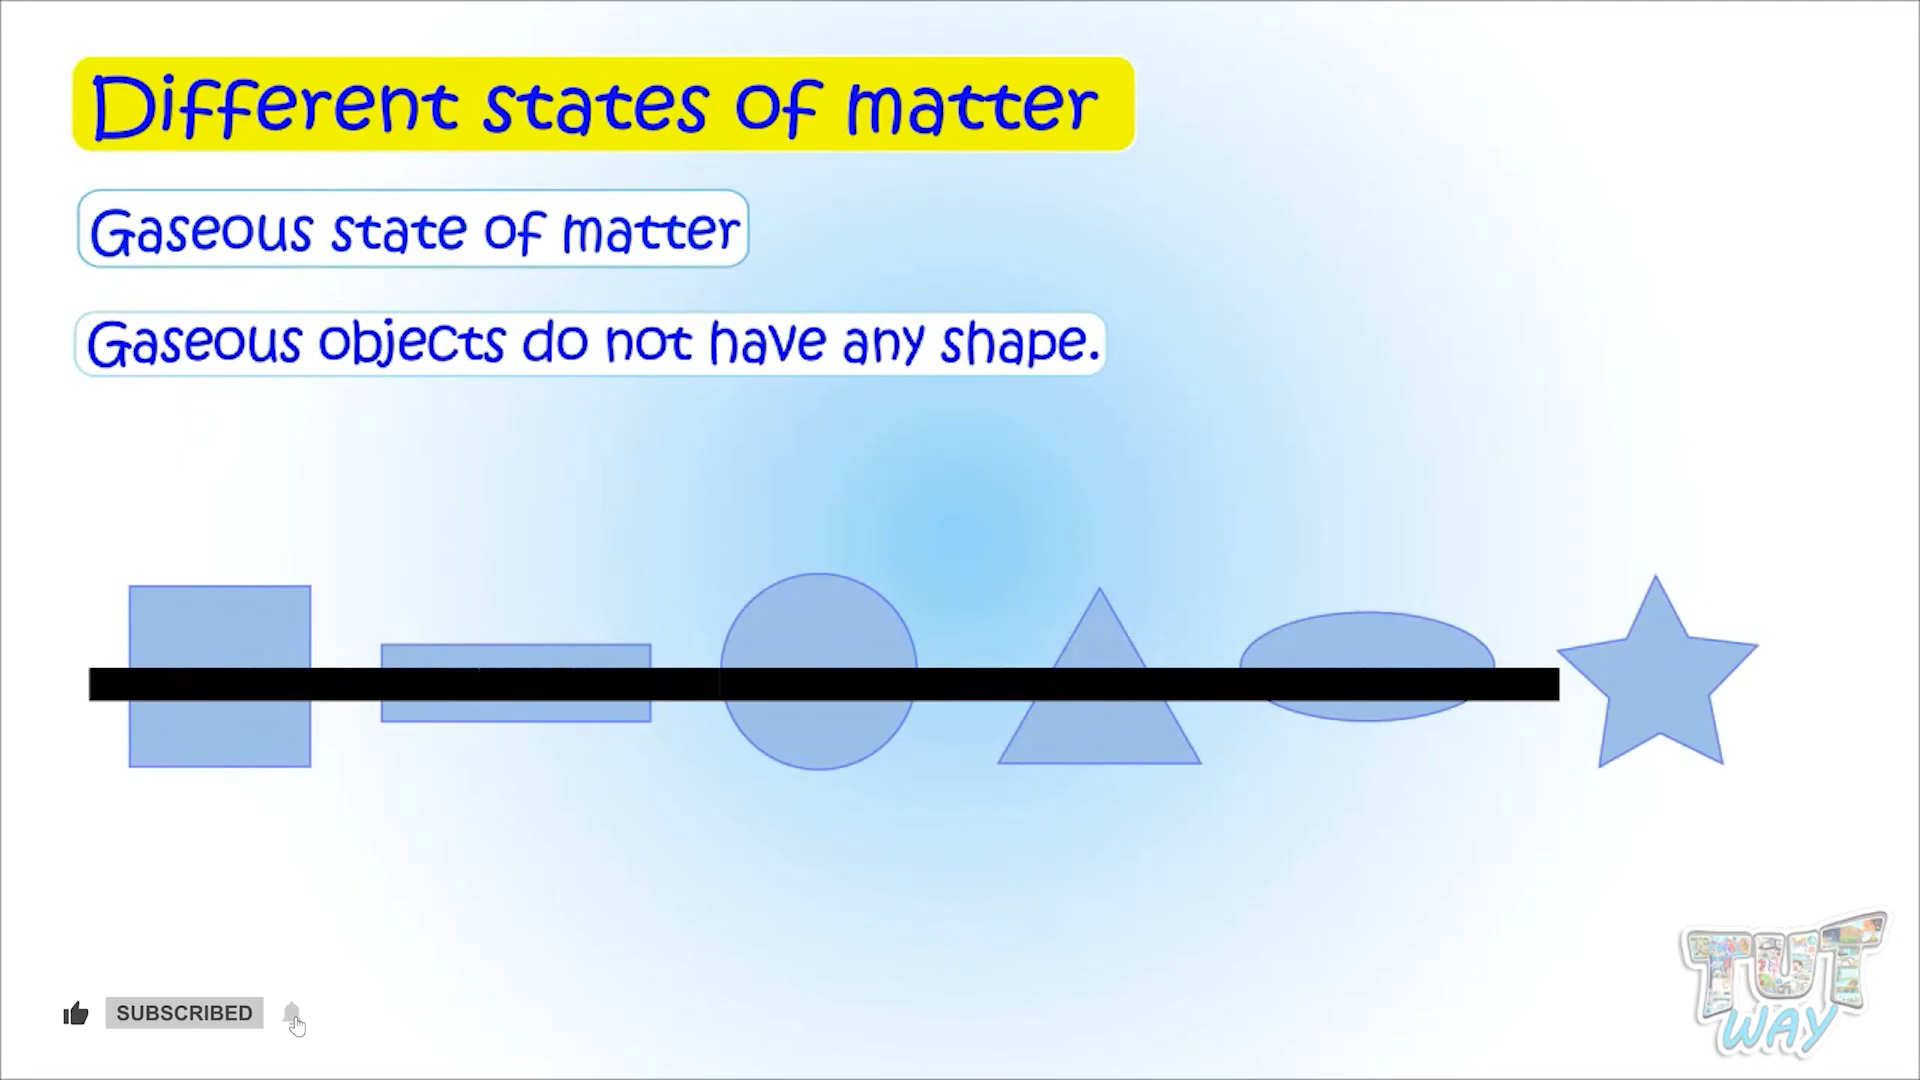 Different states of matter
Gaseous state of matter
Gaseous objects do not have any shape.
SUBSCRIBED
TUT
WAY